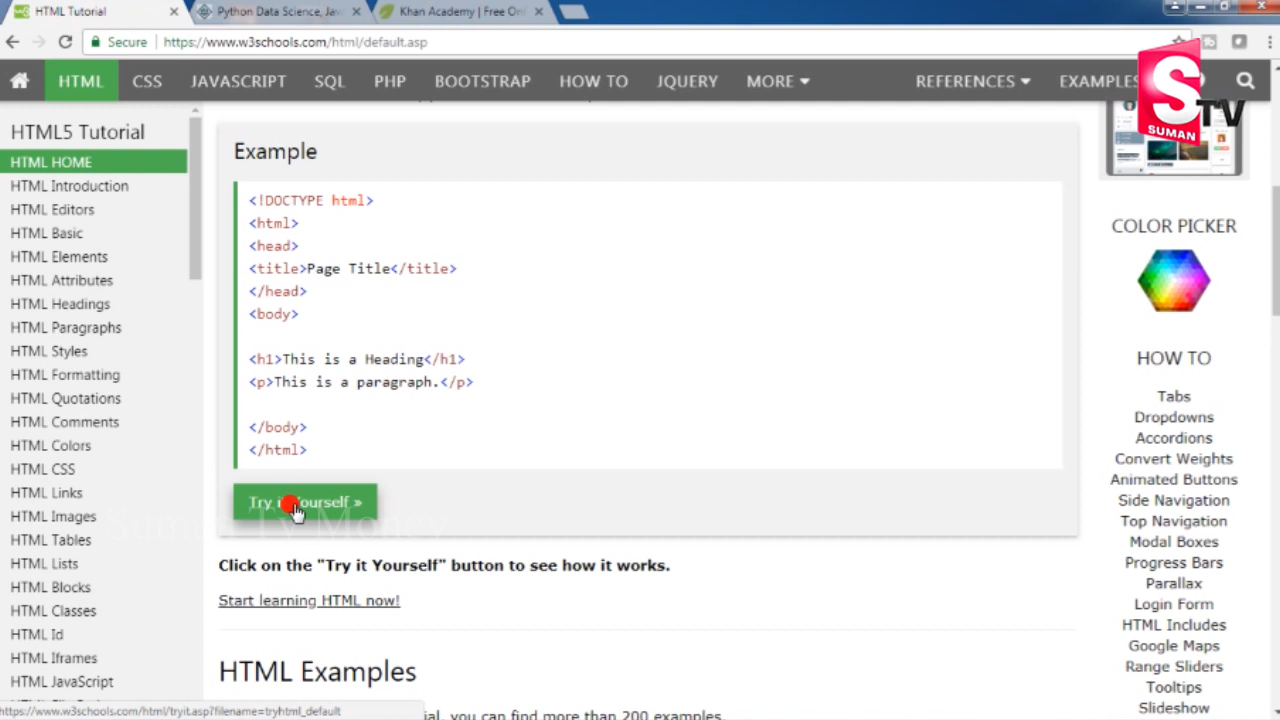 HTML Tutorial
Python Data Science, Jav
Khan Academy | Free Onl
Secure
https://www.w3schools.com/html/default.asp
HTML
CSS
JAVASCRIPT
SQL
PHP
BOOTSTRAP
HOW TO
JQUERY
MORE
REFERENCES
EXAMPLES
S TV
SUMAN
HTML5 Tutorial
HTML HOME
HTML Introduction
HTML Editors
HTML Basic
HTML Elements
HTML Attributes
HTML Headings
HTML Paragraphs
HTML Styles
HTML Formatting
HTML Quotations
HTML Comments
HTML Colors
HTML CSS
HTML Links
HTML Images
HTML Tables
HTML Lists
HTML Blocks
HTML Classes
HTML Id
HTML Iframes
HTML JavaScript
Example
<!DOCTYPE html>
<html>
<head>
<title>Page Title</title>
</head>
<body>
<h1>This is a Heading</h1>
<p>This is a paragraph.</p>
</body>
</html>
Try it Yourself »
Suman Tv Money
Click on the "Try it Yourself" button to see how it works.
Start learning HTML now!
HTML Examples
ial, you can find more than 200 examples.
https://www.w3schools.com/html/tryit.asp?filename=tryhtml_default
COLOR PICKER
HOW TO
Tabs
Dropdowns
Accordions
Convert Weights
Animated Buttons
Side Navigation
Top Navigation
Modal Boxes
Progress Bars
Parallax
Login Form
HTML Includes
Google Maps
Range Sliders
Tooltips
Slideshow